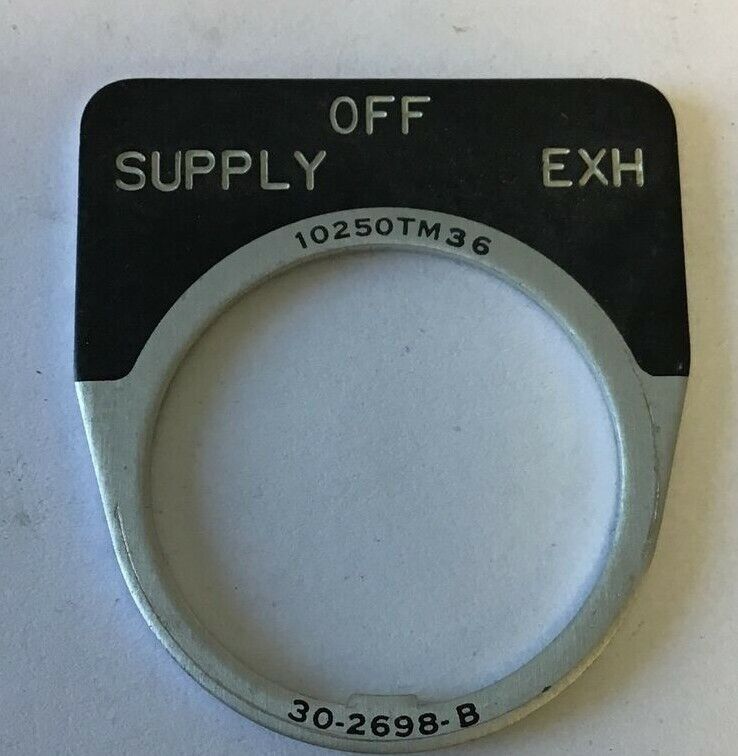 OFF
SUPPLY EXH
10250TM36
30-2698-B